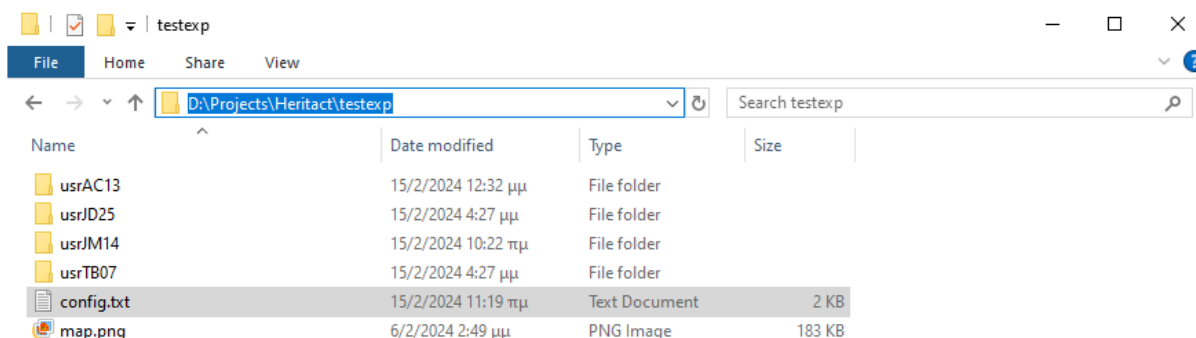 testexp
File Home Share View
D:\Projects\Heritact\testexp Search testexp
Name Date modified Type Size
usrAC13 15/2/2024 12:32 μμ File folder
usrJD25 15/2/2024 4:27 μμ File folder
usrJM14 15/2/2024 10:22 πμ File folder
usrTB07 15/2/2024 4:27 μμ File folder
config.txt 15/2/2024 11:19 πμ Text Document 2 KB
map.png 6/2/2024 2:49 μμ PNG Image 183 KB